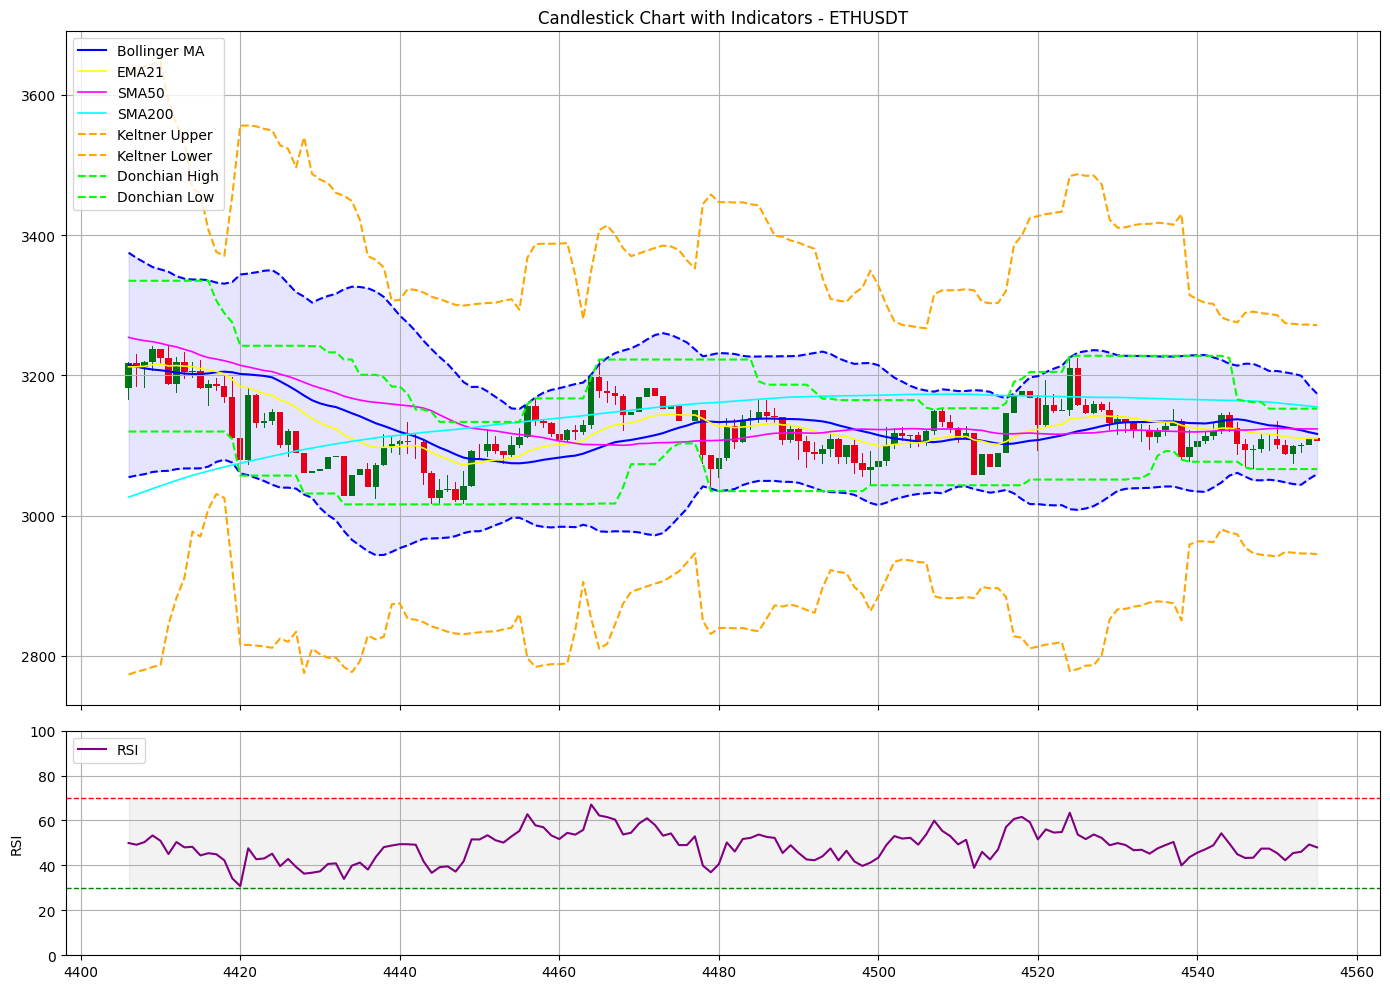 Candlestick Chart with Indicators - ETHUSDT
Bollinger MA
EMA21
SMA50
SMA200
Keltner Upper
Keltner Lower
Donchian High
Donchian Low
3600
3400
3200
3000
2800
RSI
100
80
60
40
20
0
RSI
4400 4420 4440 4460 4480 4500 4520 4540 4560